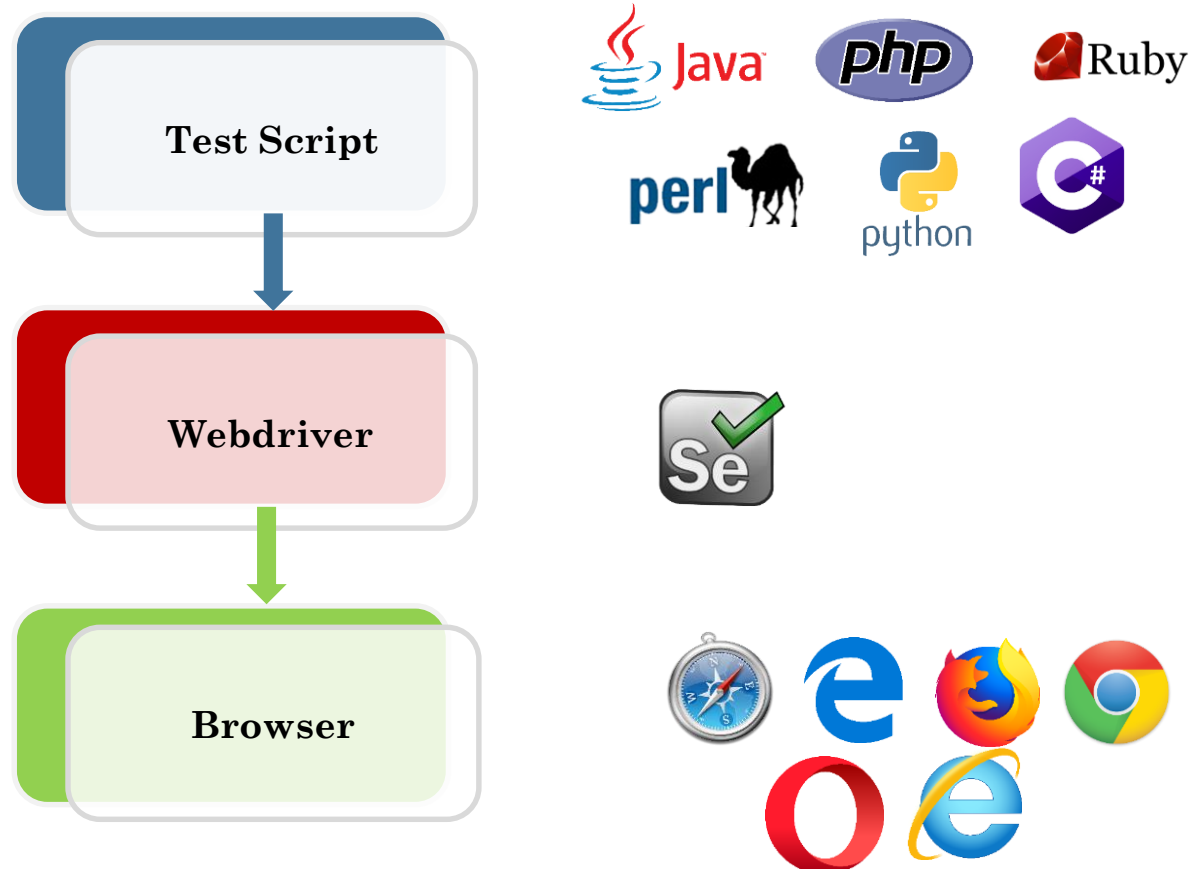 Test Script
Java
php
Ruby
perl
python
C#
Webdriver
Se
Browser
N
E
S
W